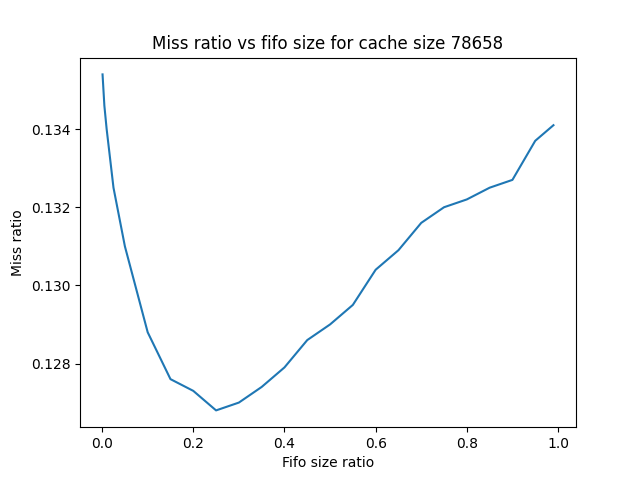 Miss ratio vs fifo size for cache size 78658
Miss ratio
0.134
0.132
0.130
0.128
0.0 0.2 0.4 0.6 0.8 1.0
Fifo size ratio